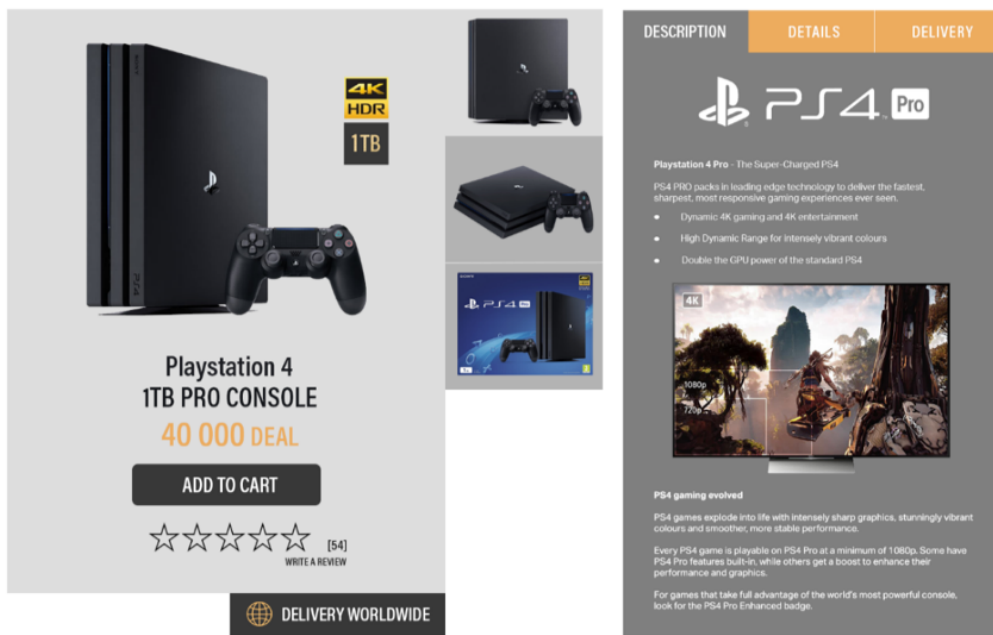 4K
HDR
1TB
SONY
PS4
Playstation 4
1TB PRO CONSOLE
40 000 DEAL
ADD TO CART
[54]
WRITE A REVIEW
DELIVERY WORLDWIDE
PS4 Pro
DESCRIPTION
DETAILS
DELIVERY
PS4 Pro
Playstation 4 Pro - The Super-Charged PS4
PS4 PRO packs in leading edge technology to deliver the fastest,
sharpest, most responsive gaming experiences ever seen.
• Dynamic 4K gaming and 4K entertainment
• High Dynamic Range for intensely vibrant colours
• Double the GPU power of the standard PS4
4K
1080p
720p
PS4 gaming evolved
PS4 games explode into life with intensely sharp graphics, stunningly vibrant
colours and smoother, more stable performance.
Every PS4 game is playable on PS4 Pro at a minimum of 1080p. Some have
PS4 Pro features built-in, while others get a boost to enhance their
performance and graphics.
For games that take full advantage of the world's most powerful console,
look for the PS4 Pro Enhanced badge.